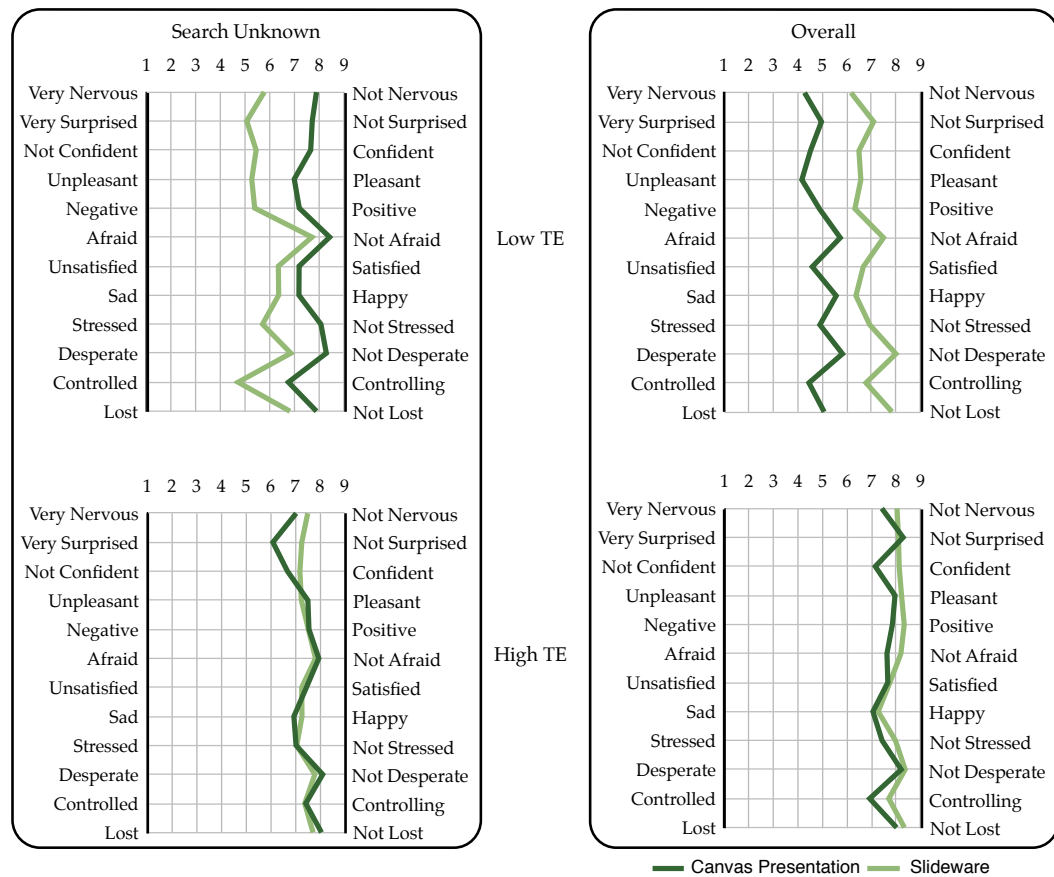 Search Unknown
1 2 3 4 5 6 7 8 9
Very Nervous Not Nervous
Very Surprised Not Surprised
Not Confident Confident
Unpleasant Pleasant
Negative Positive
Afraid Not Afraid
Unsatisfied Satisfied
Sad Happy
Stressed Not Stressed
Desperate Not Desperate
Controlled Controlling
Lost Not Lost
Low TE
Overall
1 2 3 4 5 6 7 8 9
Very Nervous Not Nervous
Very Surprised Not Surprised
Not Confident Confident
Unpleasant Pleasant
Negative Positive
Afraid Not Afraid
Unsatisfied Satisfied
Sad Happy
Stressed Not Stressed
Desperate Not Desperate
Controlled Controlling
Lost Not Lost
1 2 3 4 5 6 7 8 9
Very Nervous Not Nervous
Very Surprised Not Surprised
Not Confident Confident
Unpleasant Pleasant
Negative Positive
Afraid Not Afraid
Unsatisfied Satisfied
Sad Happy
Stressed Not Stressed
Desperate Not Desperate
Controlled Controlling
Lost Not Lost
High TE
1 2 3 4 5 6 7 8 9
Very Nervous Not Nervous
Very Surprised Not Surprised
Not Confident Confident
Unpleasant Pleasant
Negative Positive
Afraid Not Afraid
Unsatisfied Satisfied
Sad Happy
Stressed Not Stressed
Desperate Not Desperate
Controlled Controlling
Lost Not Lost
Canvas Presentation Slideware